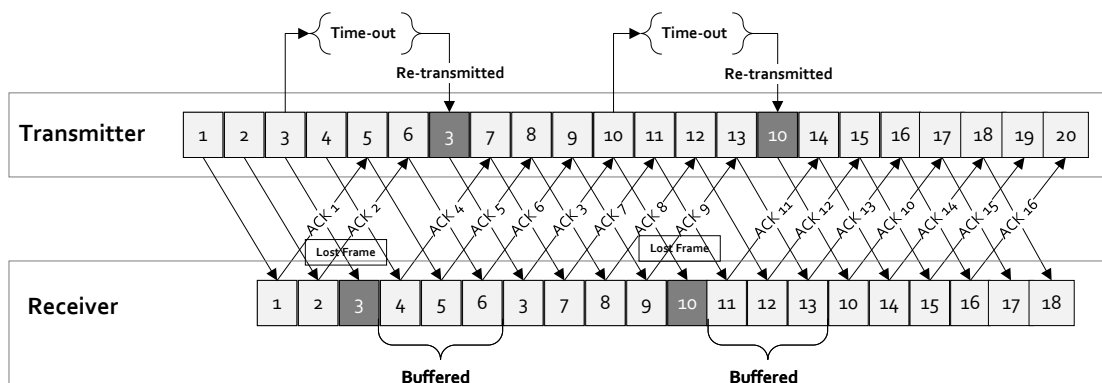 Time-out Time-out
Re-transmitted Re-transmitted
Transmitter 1 2 3 4 5 6 3 7 8 9 10 11 12 13 10 14 15 16 17 18 19 20
ACK 1 ACK 2 ACK 4 ACK 5 ACK 6 ACK 3 ACK 7 ACK 8 ACK 9 ACK 11 ACK 12 ACK 13 ACK 10 ACK 14 ACK 15 ACK 16
Lost Frame Lost Frame
Receiver 1 2 3 4 5 6 3 7 8 9 10 11 12 13 10 14 15 16 17 18
Buffered Buffered